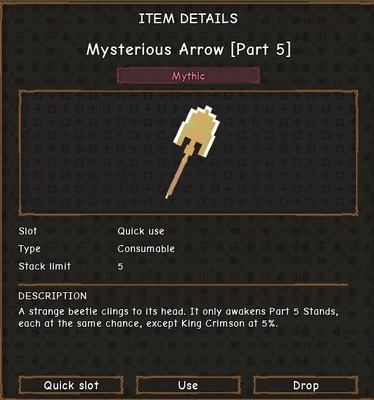 ITEM DETAILS
Mysterious Arrow [Part 5]
Mythic
Slot Quick use
Type Consumable
Stack limit 5
DESCRIPTION
A strange beetle clings to its head. It only awakens Part 5 Stands,
each at the same chance, except King Crimson at 5%.
Quick slot Use Drop